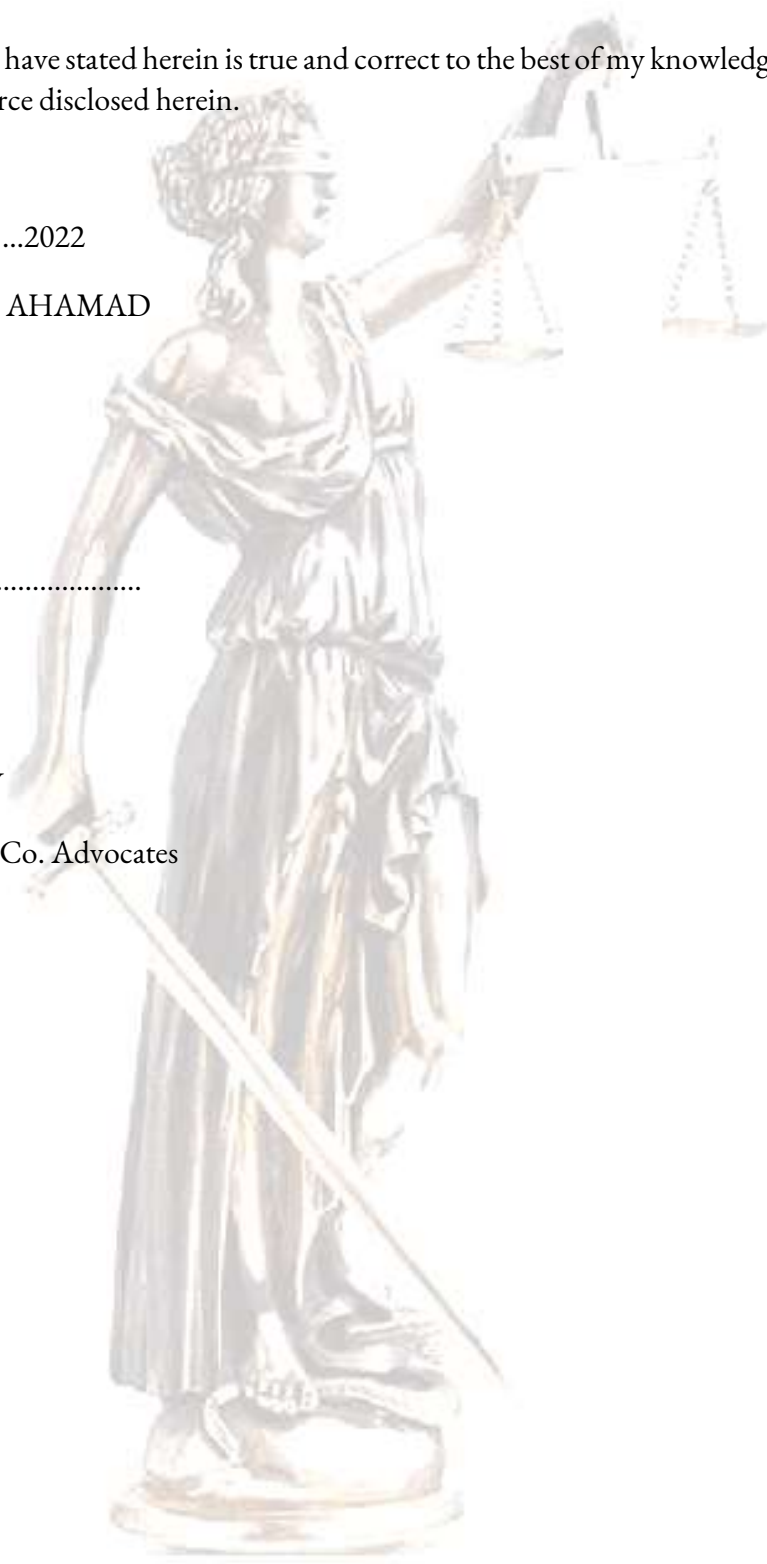 have stated herein is true and correct to the best of my knowledg
rce disclosed herein.
...2022
AHAMAD
....................
Co. Advocates